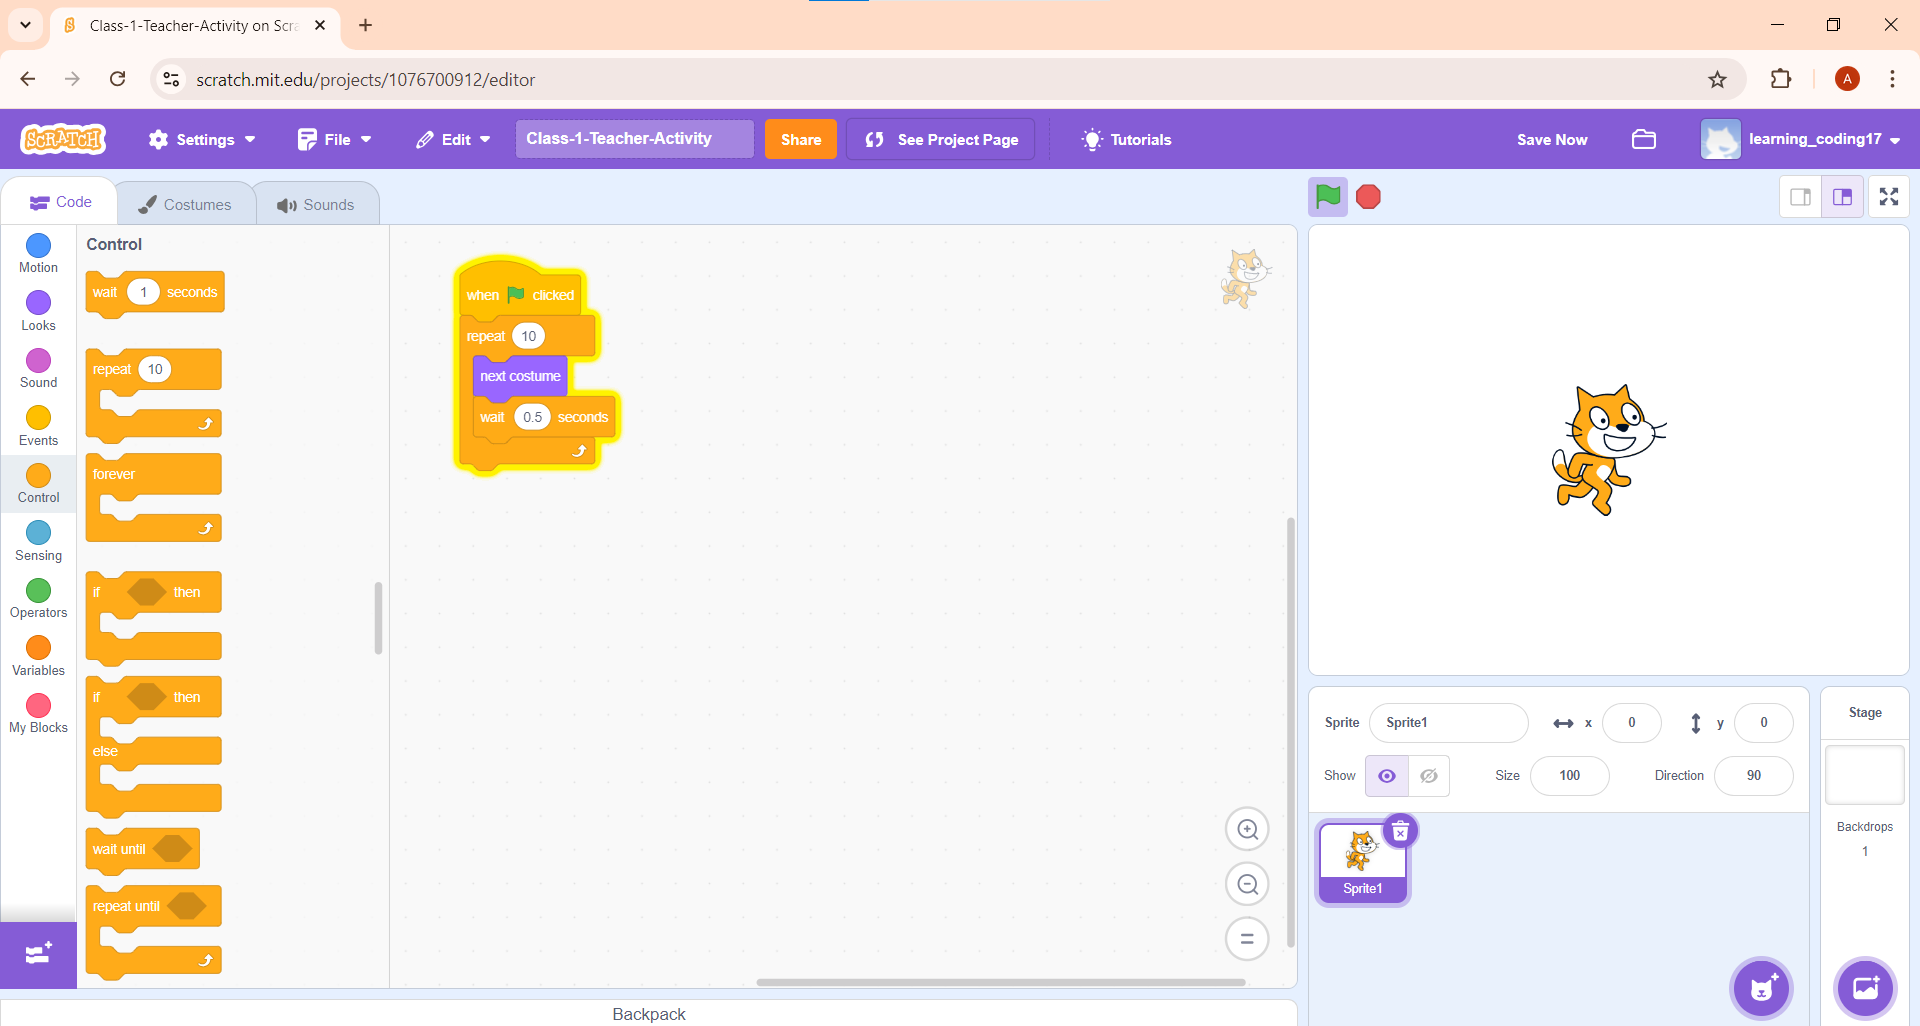 Class-1-Teacher-Activity on Scra
scratch.mit.edu/projects/1076700912/editor
A
SCRATCH
Settings
File
Edit
Class-1-Teacher-Activity
Share
See Project Page
Tutorials
Save Now
learning_coding17
Code
Costumes
Sounds
Motion
Looks
Sound
Events
Control
Sensing
Operators
Variables
My Blocks
Control
wait 1 seconds
repeat 10
forever
if then
if then
else
wait until
repeat until
when clicked
repeat 10
next costume
wait 0.5 seconds
Sprite Sprite1 x 0 y 0
Show Size 100 Direction 90
Sprite1
Stage
Backdrops
1
Backpack